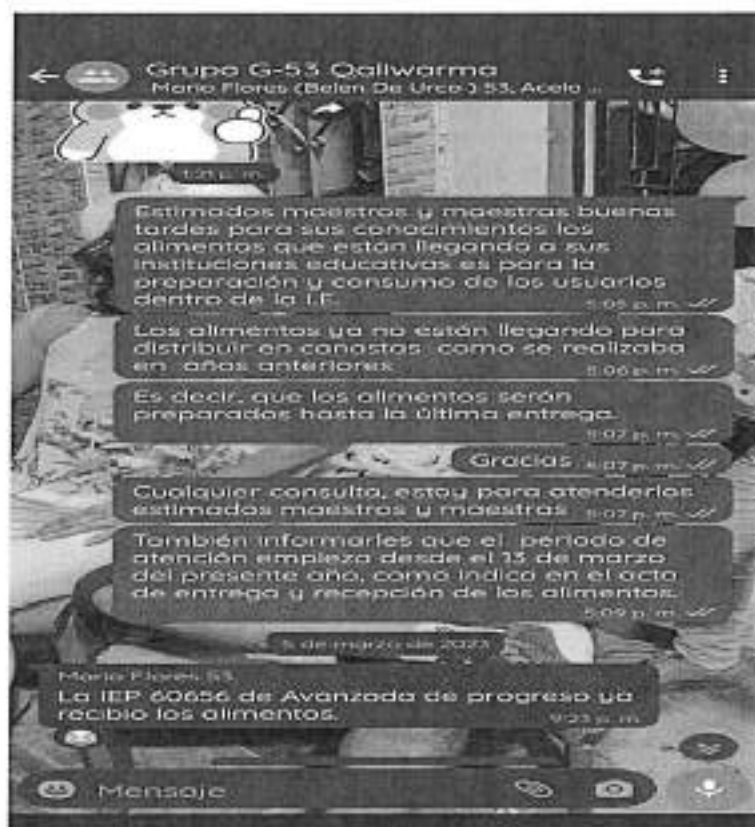 Grupo G-53 Qaliwarma
Mario Flores (Belen De Urco ) 53, Acelo ...
1:21 p. m.
Estimados maestros y maestras buenas
tardes para sus conocimientos los
alimentos que están llegando a sus
instituciones educativas es para la
preparación y consumo de los usuarios
dentro de la I.E.
5:05 p. m.
Los alimentos ya no están llegando para
distribuir en canastas como se realizaba
en años anteriores
5:06 p. m.
Es decir, que los alimentos serán
preparados hasta la última entrega.
5:07 p. m.
Gracias 5:07 p. m.
Cualquier consulta, estoy para atenderlos
estimados maestros y maestras 5:07 p. m.
También informarles que el periodo de
atención empieza desde el 13 de marzo
del presente año, como indica en el acta
de entrega y recepción de los alimentos.
5:09 p. m.
5 de marzo de 2023
Mario Flores 53
La IEP 60656 de Avanzada de progreso ya
recibio los alimentos.
9:23 p. m.
Mensaje